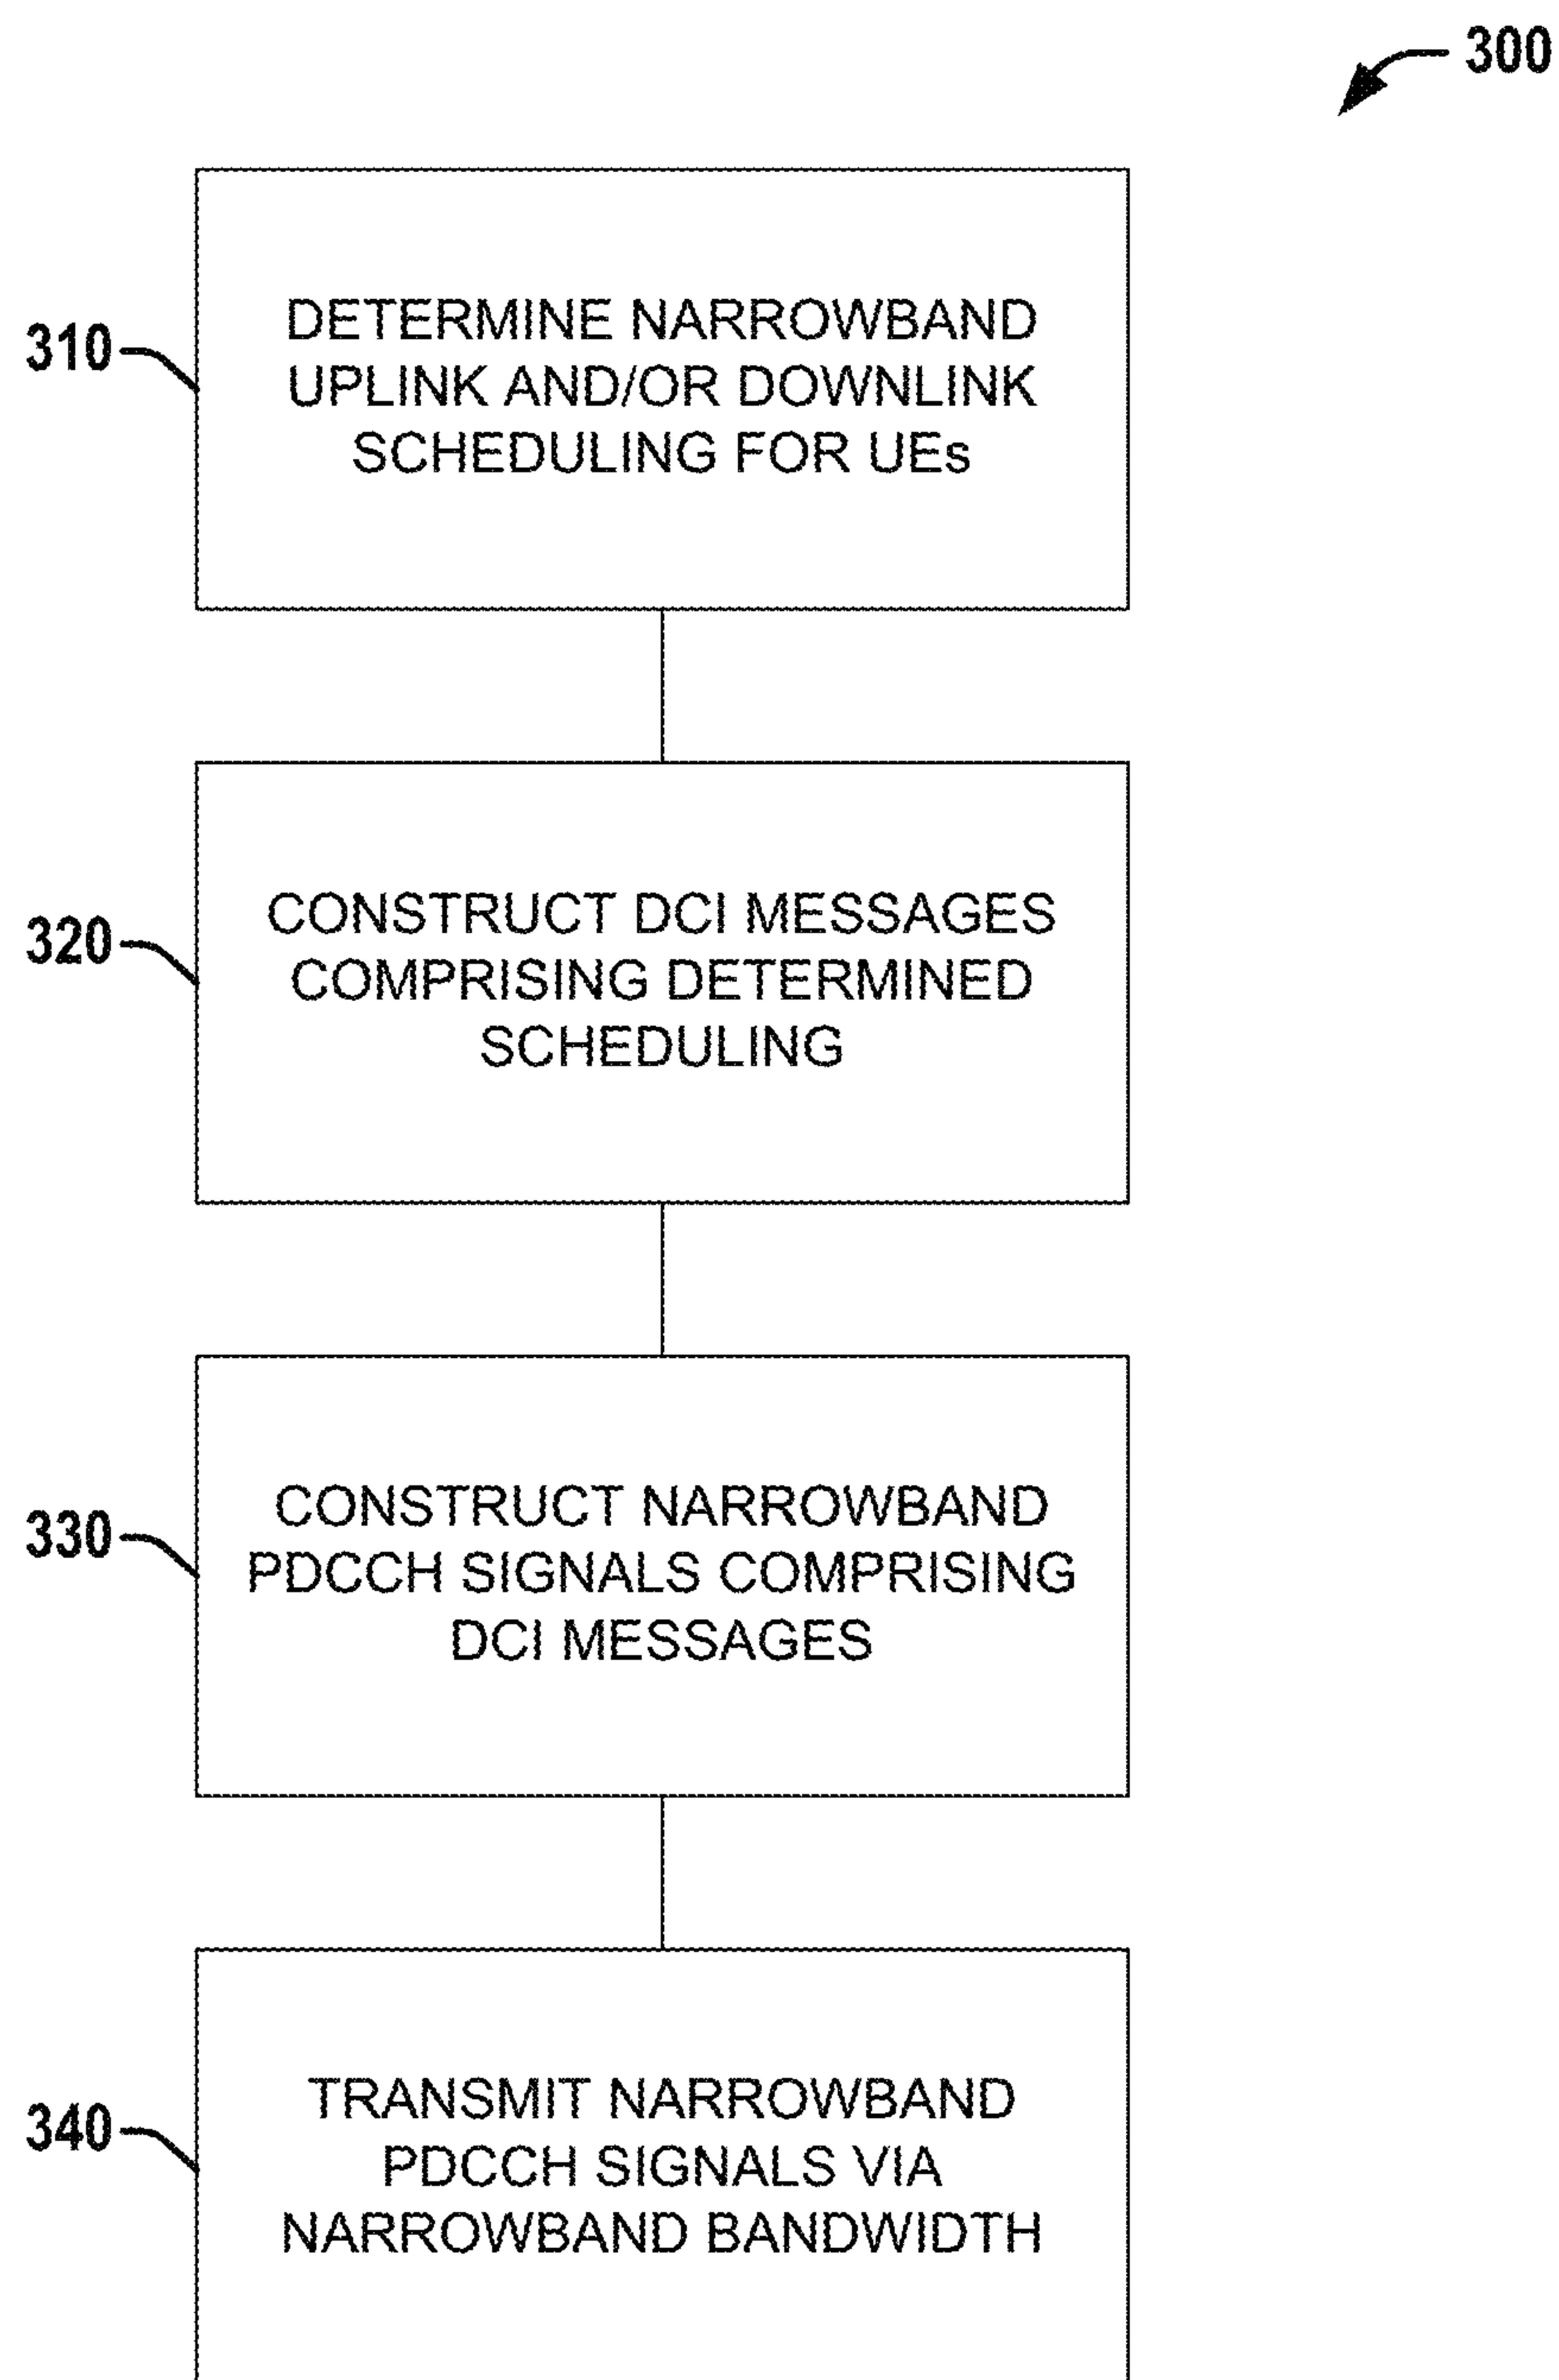 300
310
DETERMINE NARROWBAND
UPLINK AND/OR DOWNLINK
SCHEDULING FOR UEs
320
CONSTRUCT DCI MESSAGES
COMPRISING DETERMINED
SCHEDULING
330
CONSTRUCT NARROWBAND
PDCCH SIGNALS COMPRISING
DCI MESSAGES
340
TRANSMIT NARROWBAND
PDCCH SIGNALS VIA
NARROWBAND BANDWIDTH